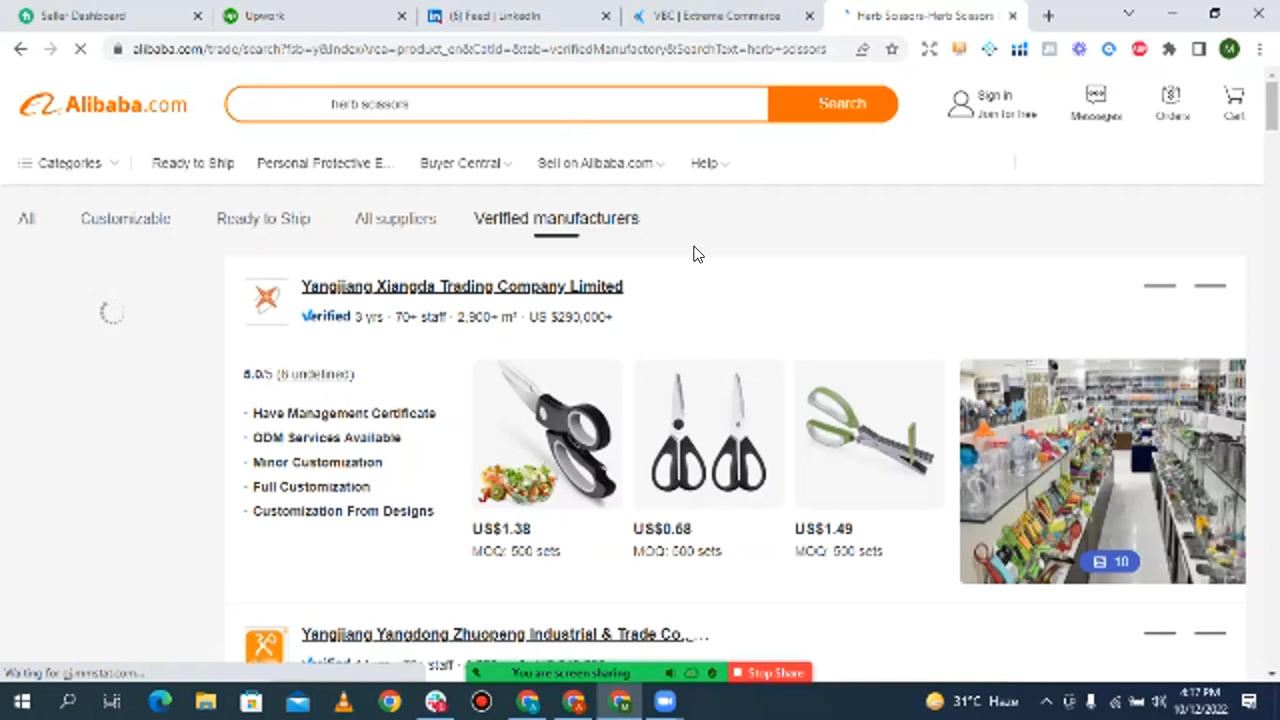 Seller Dashboard
Upwork
(5) Feed | LinkedIn
VBC | Extreme Commerce
Herb Scissors-Herb Scissors
alibaba.com/trade/search?fsb=y&IndexArea=product_en&CatId=&tab=verifiedManufactory&SearchText=herb+scissors
M
Alibaba.com
herb scissors
Search
Sign in
Join for free
Messages
Orders
Cart
Categories
Ready to Ship
Personal Protective E...
Buyer Central
Sell on Alibaba.com
Help
All
Customizable
Ready to Ship
All suppliers
Verified manufacturers
Yangjiang Xiangda Trading Company Limited
Verified 3 yrs · 70+ staff · 2,900+ m² · US $290,000+
5.0/5 (6 undefined)
· Have Management Certificate
· ODM Services Available
· Minor Customization
· Full Customization
· Customization From Designs
US$1.38
MOQ: 500 sets
US$0.68
MOQ: 500 sets
US$1.49
MOQ: 500 sets
10
Yangjiang Yangdong Zhuopeng Industrial & Trade Co., ...
Verified
staff
Waiting for gj.mmstat.com...
You are screen sharing
Stop Share
31°C Haze
4:17 PM
10/12/2022